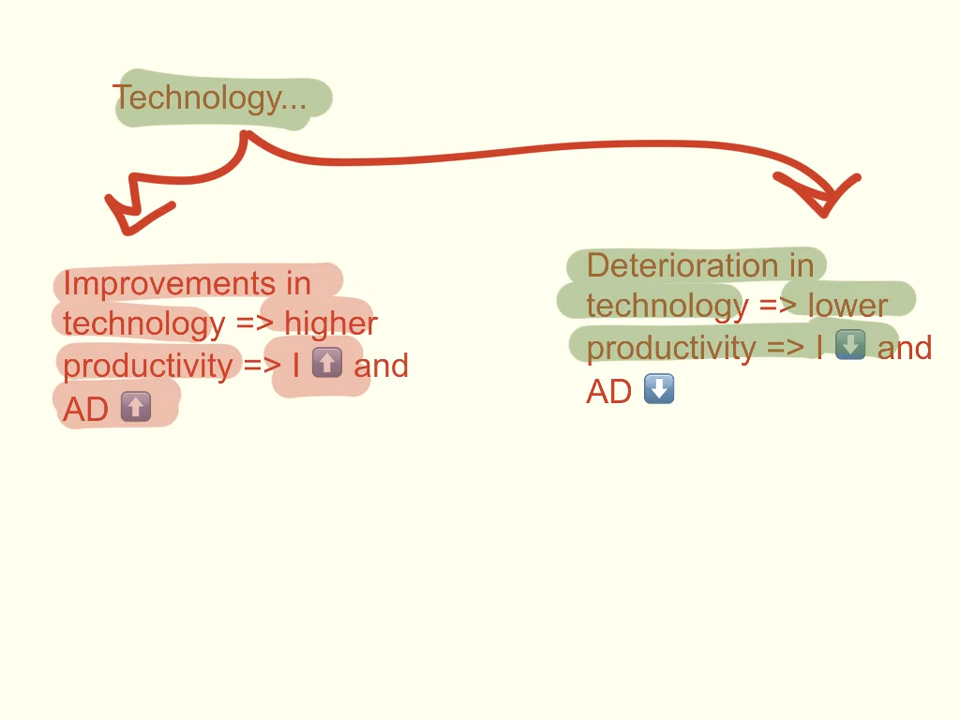 Technology...
Improvements in
technology => higher
productivity => I ⬆️ and
AD ⬆️
Deterioration in
technology => lower
productivity => I ⬇️ and
AD ⬇️